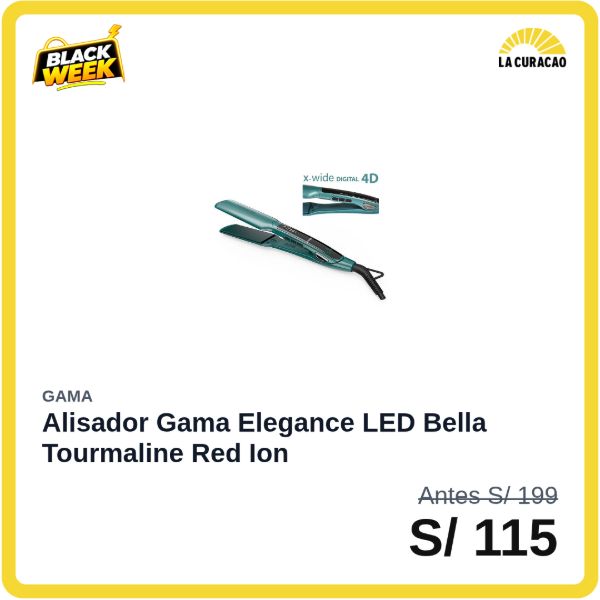 BLACK
WEEK
LA CURACAO
x-wide DIGITAL 4D
GAMA
Alisador Gama Elegance LED Bella
Tourmaline Red Ion
Antes S/ 199
S/ 115